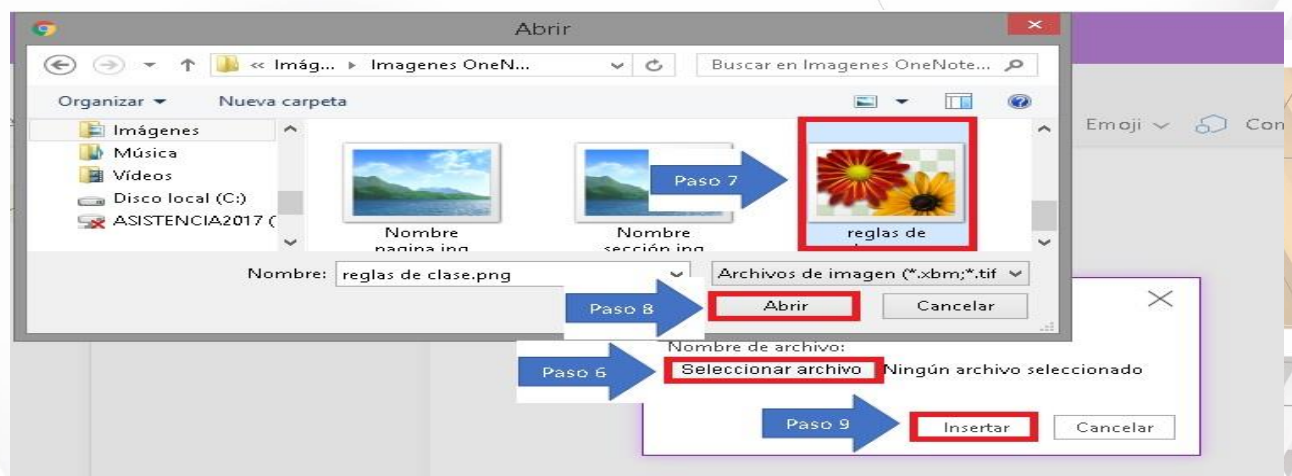 Abrir
« Imág... ▸ Imagenes OneN...
Buscar en Imagenes OneNote...
Organizar
Nueva carpeta
Emoji
Con
Imágenes
Música
Vídeos
Disco local (C:)
ASISTENCIA2017 (
Paso 7
Nombre
Nombre
reglas de
Nombre: reglas de clase.png
Archivos de imagen (*.xbm;*.tif
Paso 8
Abrir
Cancelar
Nombre de archivo:
Paso 6
Seleccionar archivo
Ningún archivo seleccionado
Paso 9
Insertar
Cancelar